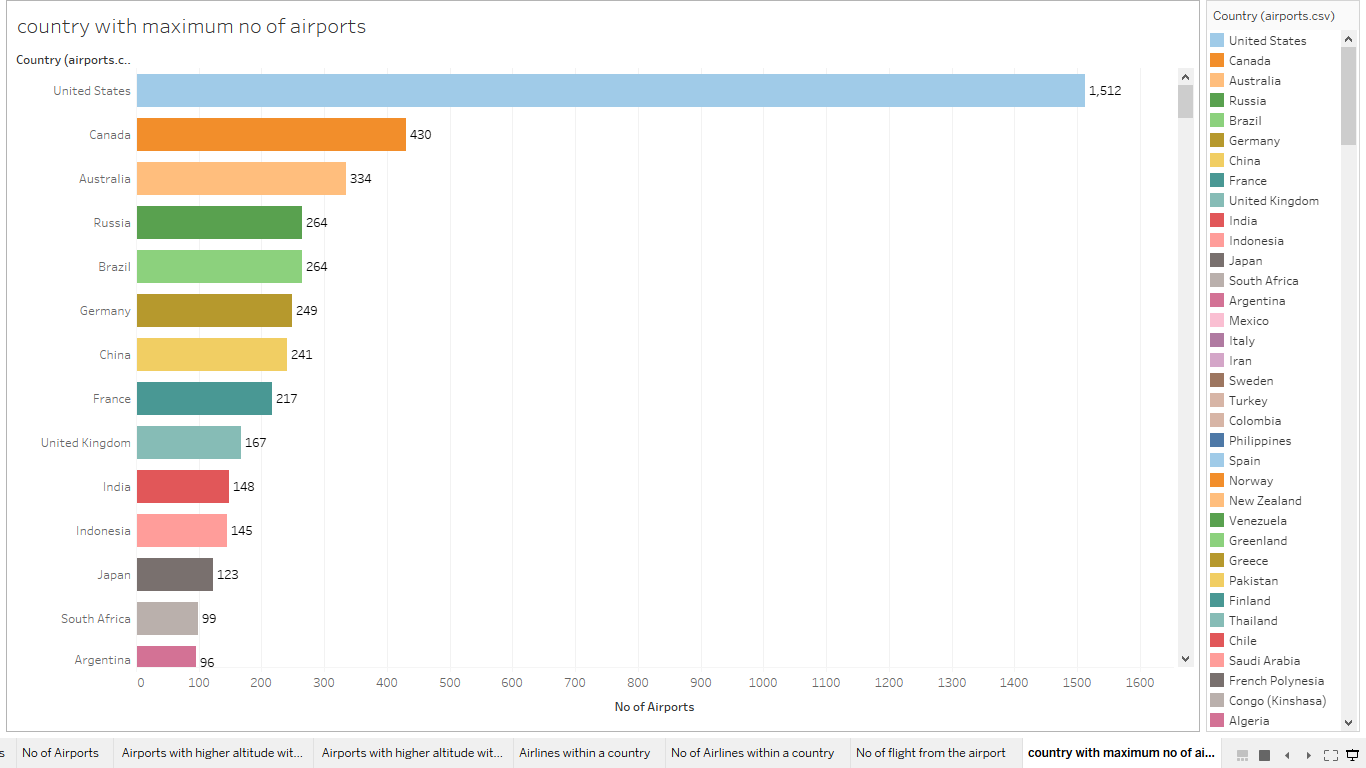 country with maximum no of airports
Country (airports.c..
United States 1,512
Canada 430
Australia 334
Russia 264
Brazil 264
Germany 249
China 241
France 217
United Kingdom 167
India 148
Indonesia 145
Japan 123
South Africa 99
Argentina 96
0 100 200 300 400 500 600 700 800 900 1000 1100 1200 1300 1400 1500 1600
No of Airports
Country (airports.csv)
United States
Canada
Australia
Russia
Brazil
Germany
China
France
United Kingdom
India
Indonesia
Japan
South Africa
Argentina
Mexico
Italy
Iran
Sweden
Turkey
Colombia
Philippines
Spain
Norway
New Zealand
Venezuela
Greenland
Greece
Pakistan
Finland
Thailand
Chile
Saudi Arabia
French Polynesia
Congo (Kinshasa)
Algeria
s No of Airports Airports with higher altitude wit... Airports with higher altitude wit... Airlines within a country No of Airlines within a country No of flight from the airport country with maximum no of ai...